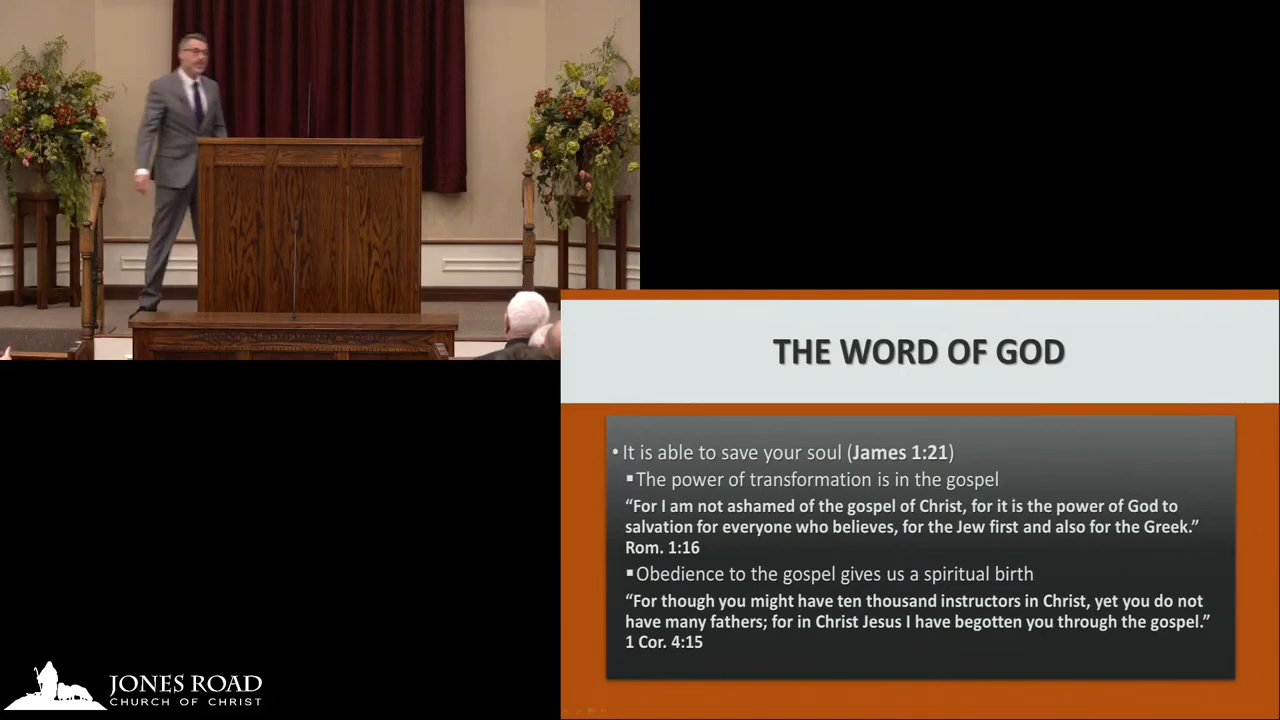 THE WORD OF GOD
• It is able to save your soul (James 1:21)
▪The power of transformation is in the gospel
“For I am not ashamed of the gospel of Christ, for it is the power of God to
salvation for everyone who believes, for the Jew first and also for the Greek.”
Rom. 1:16
▪Obedience to the gospel gives us a spiritual birth
“For though you might have ten thousand instructors in Christ, yet you do not
have many fathers; for in Christ Jesus I have begotten you through the gospel.”
1 Cor. 4:15
JONES ROAD
CHURCH OF CHRIST